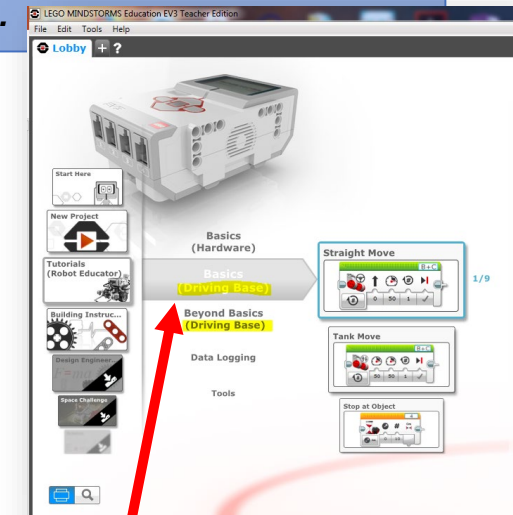 LEGO MINDSTORMS Education EV3 Teacher Edition
File Edit Tools Help
Lobby + ?
Start Here
New Project
Tutorials
(Robot Educator)
Building Instruc...
Design Engineer...
Space Challenge
Basics
(Hardware)
Basics
(Driving Base)
Beyond Basics
(Driving Base)
Data Logging
Tools
Straight Move
B+C
0 50 1
1/9
Tank Move
B+C
50 50 1
Stop at Object